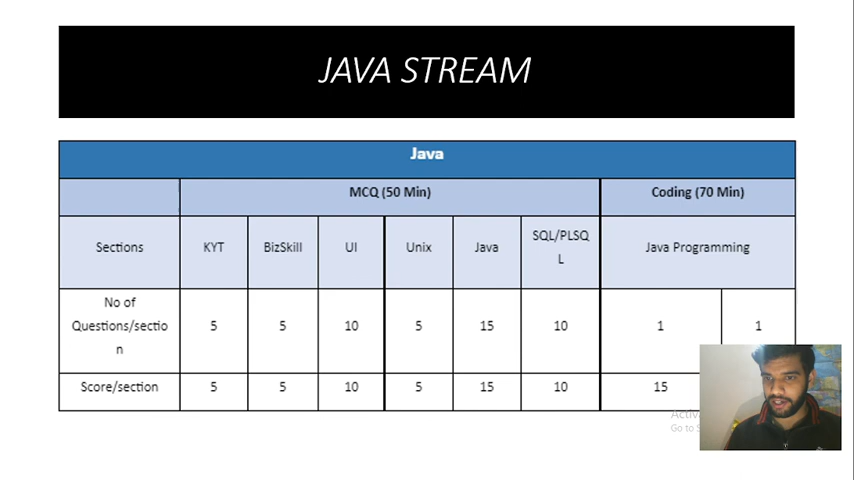 JAVA STREAM
Java
MCQ (50 Min) Coding (70 Min)
Sections KYT BizSkill UI Unix Java SQL/PLSQ
L Java Programming
No of
Questions/sectio
n 5 5 10 5 15 10 1 1
Score/section 5 5 10 5 15 10 15
Go to